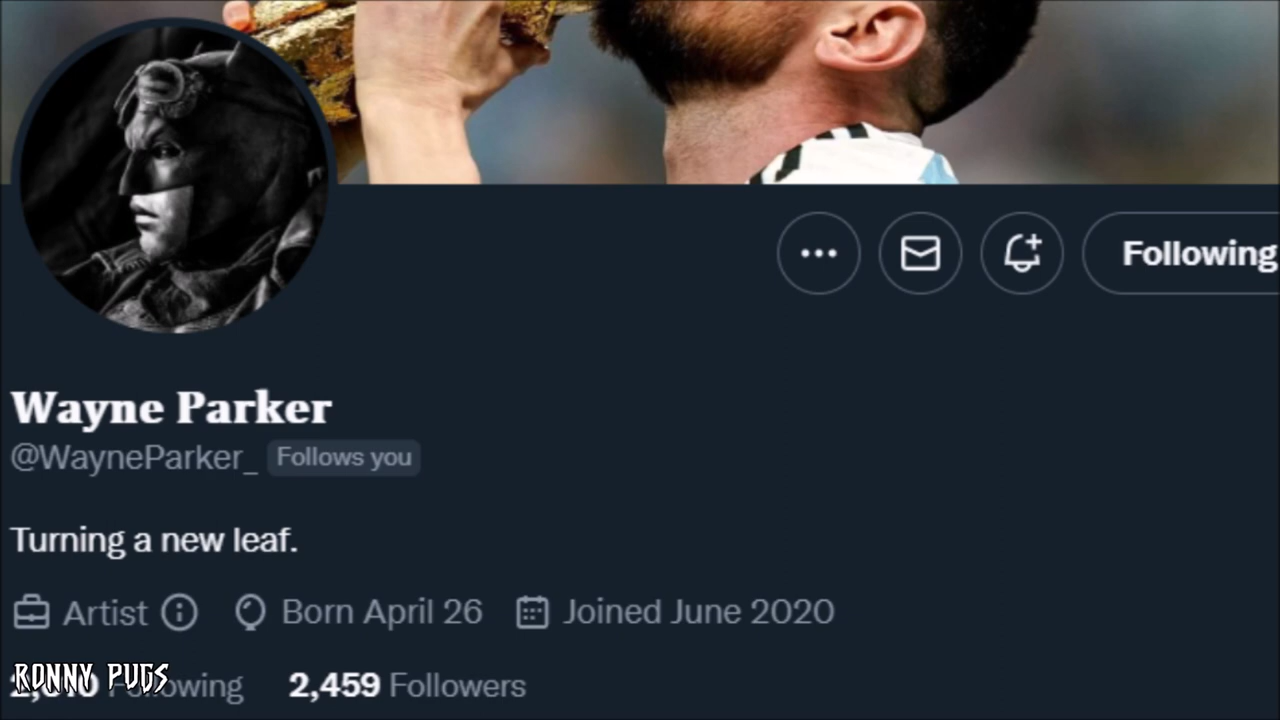 Following
Wayne Parker
@WayneParker_ Follows you
Turning a new leaf.
Artist Born April 26 Joined June 2020
RONNY PUGS
Following 2,459 Followers